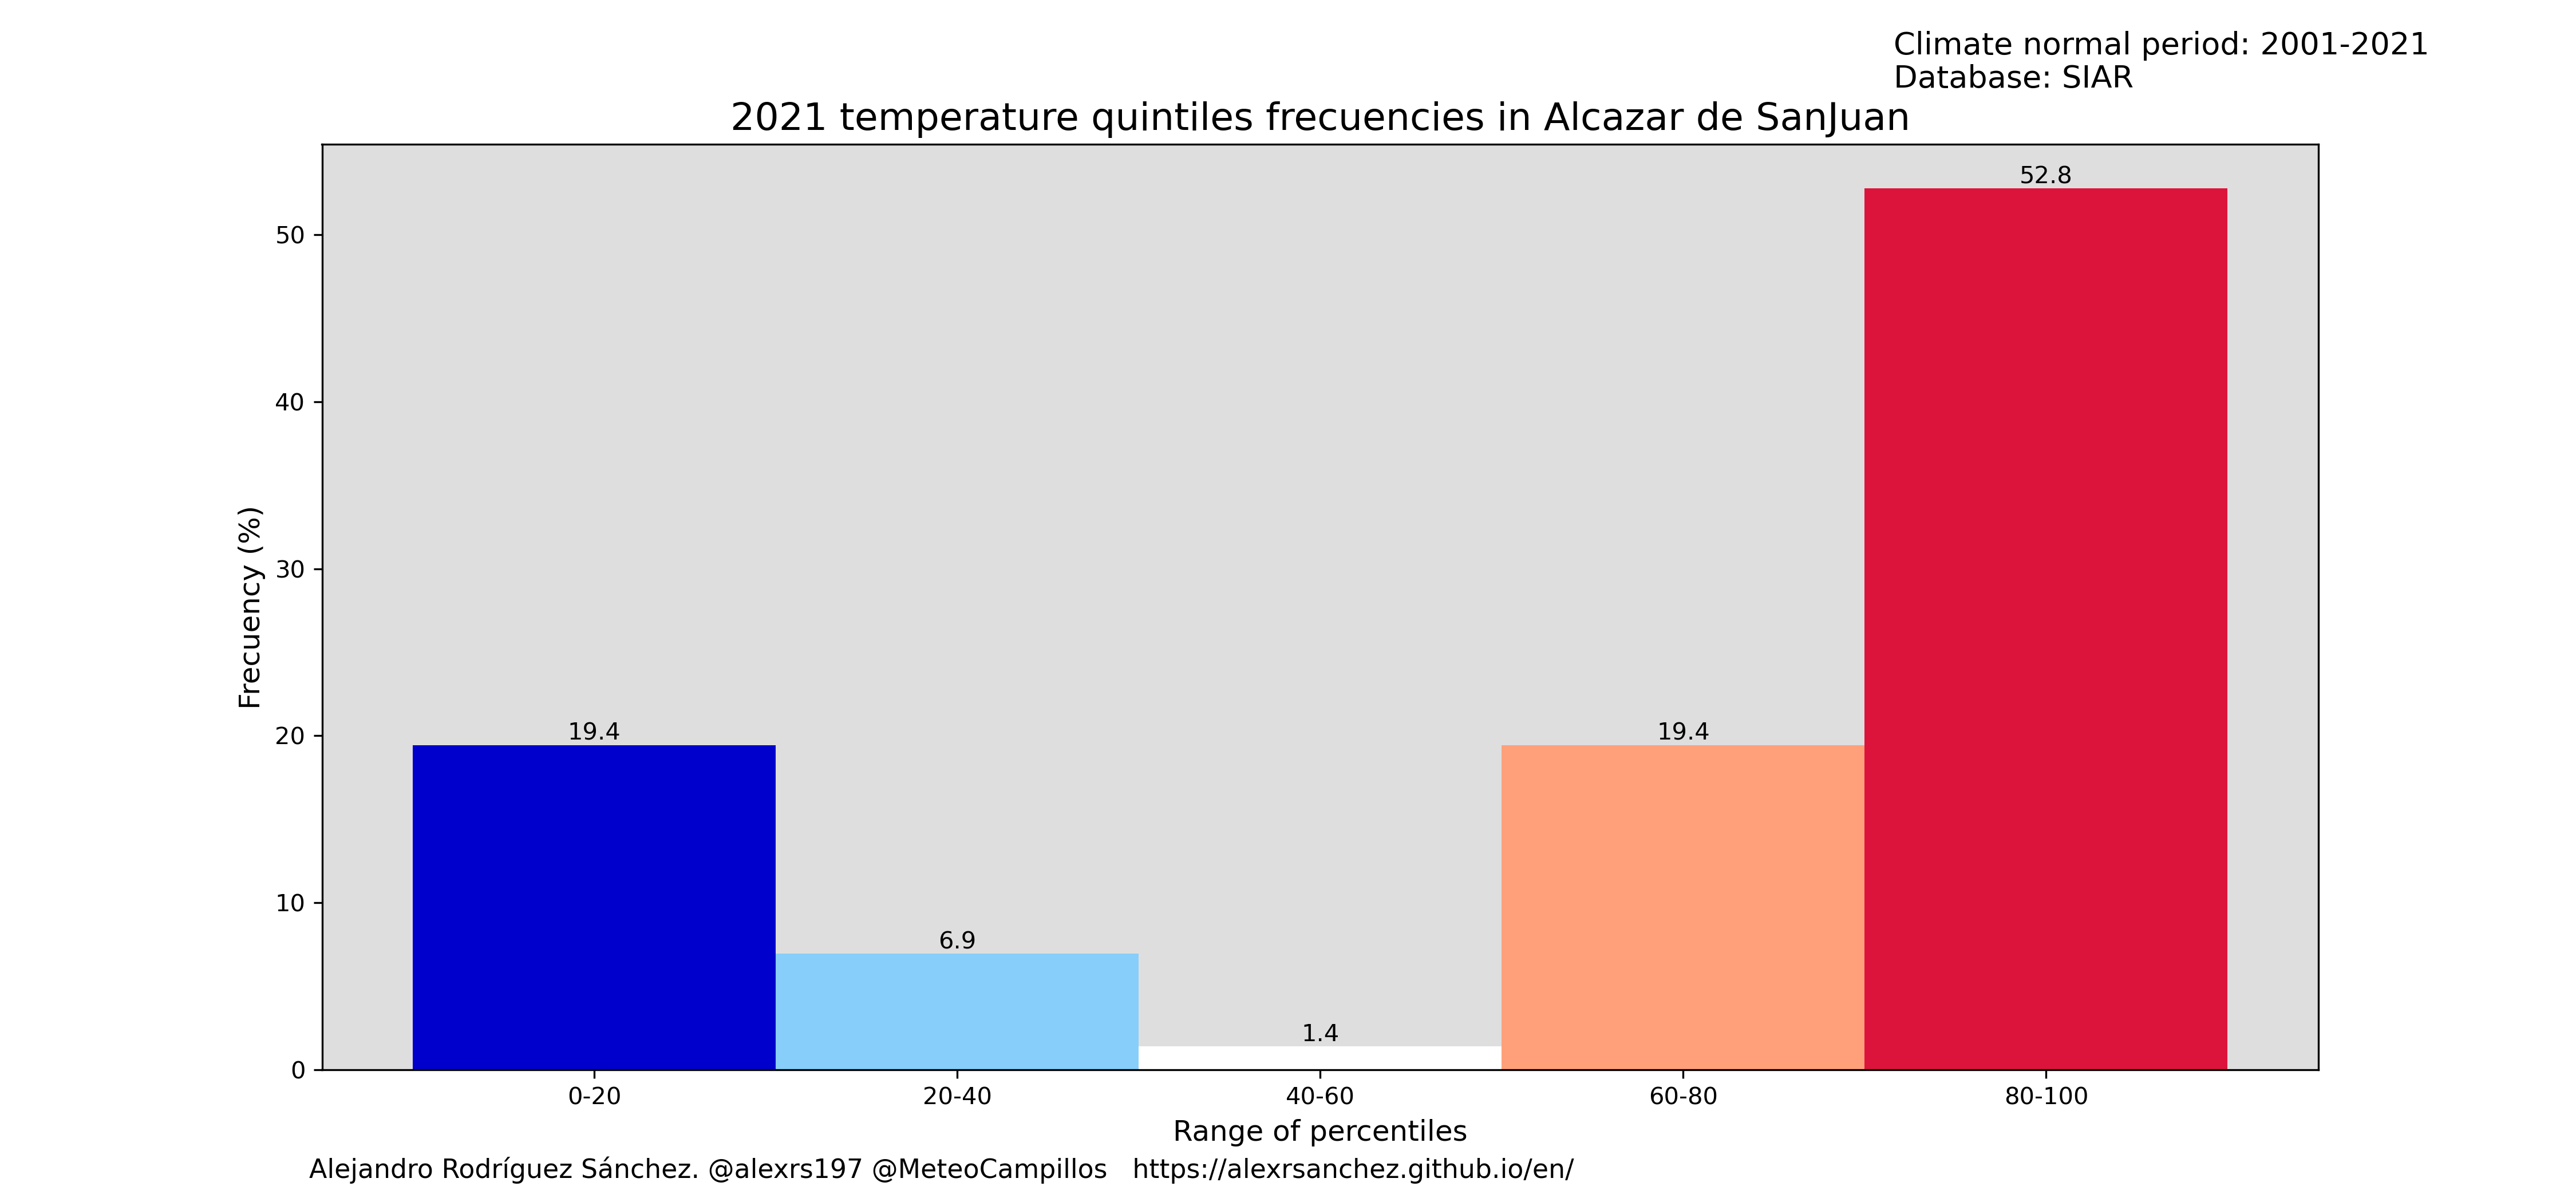 Climate normal period: 2001-2021
Database: SIAR
2021 temperature quintiles frecuencies in Alcazar de SanJuan
52.8
50
40
30
20
10
0
Frecuency (%)
19.4
6.9
1.4
19.4
0-20 20-40 40-60 60-80 80-100
Range of percentiles
Alejandro Rodríguez Sánchez. @alexrs197 @MeteoCampillos https://alexrsanchez.github.io/en/